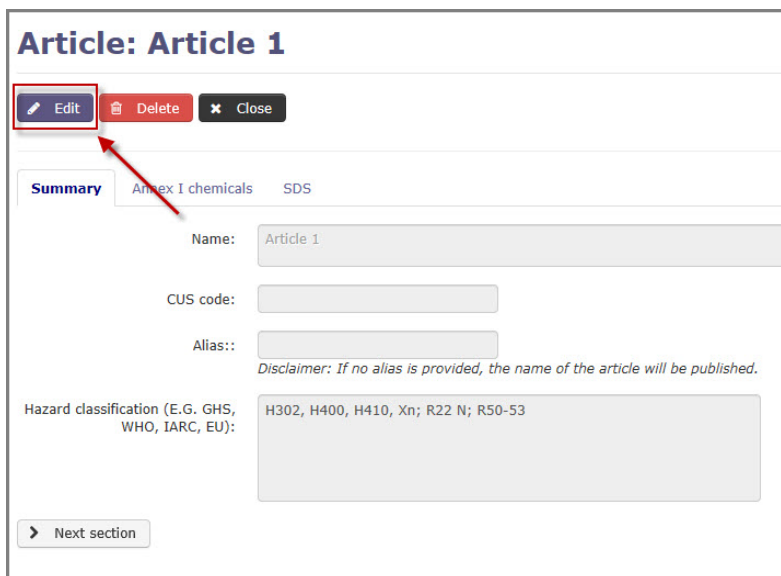 Article: Article 1
Edit Delete Close
Summary Annex I chemicals SDS
Name: Article 1
CUS code:
Alias::
Disclaimer: If no alias is provided, the name of the article will be published.
Hazard classification (E.G. GHS, H302, H400, H410, Xn; R22 N; R50-53
WHO, IARC, EU):
Next section